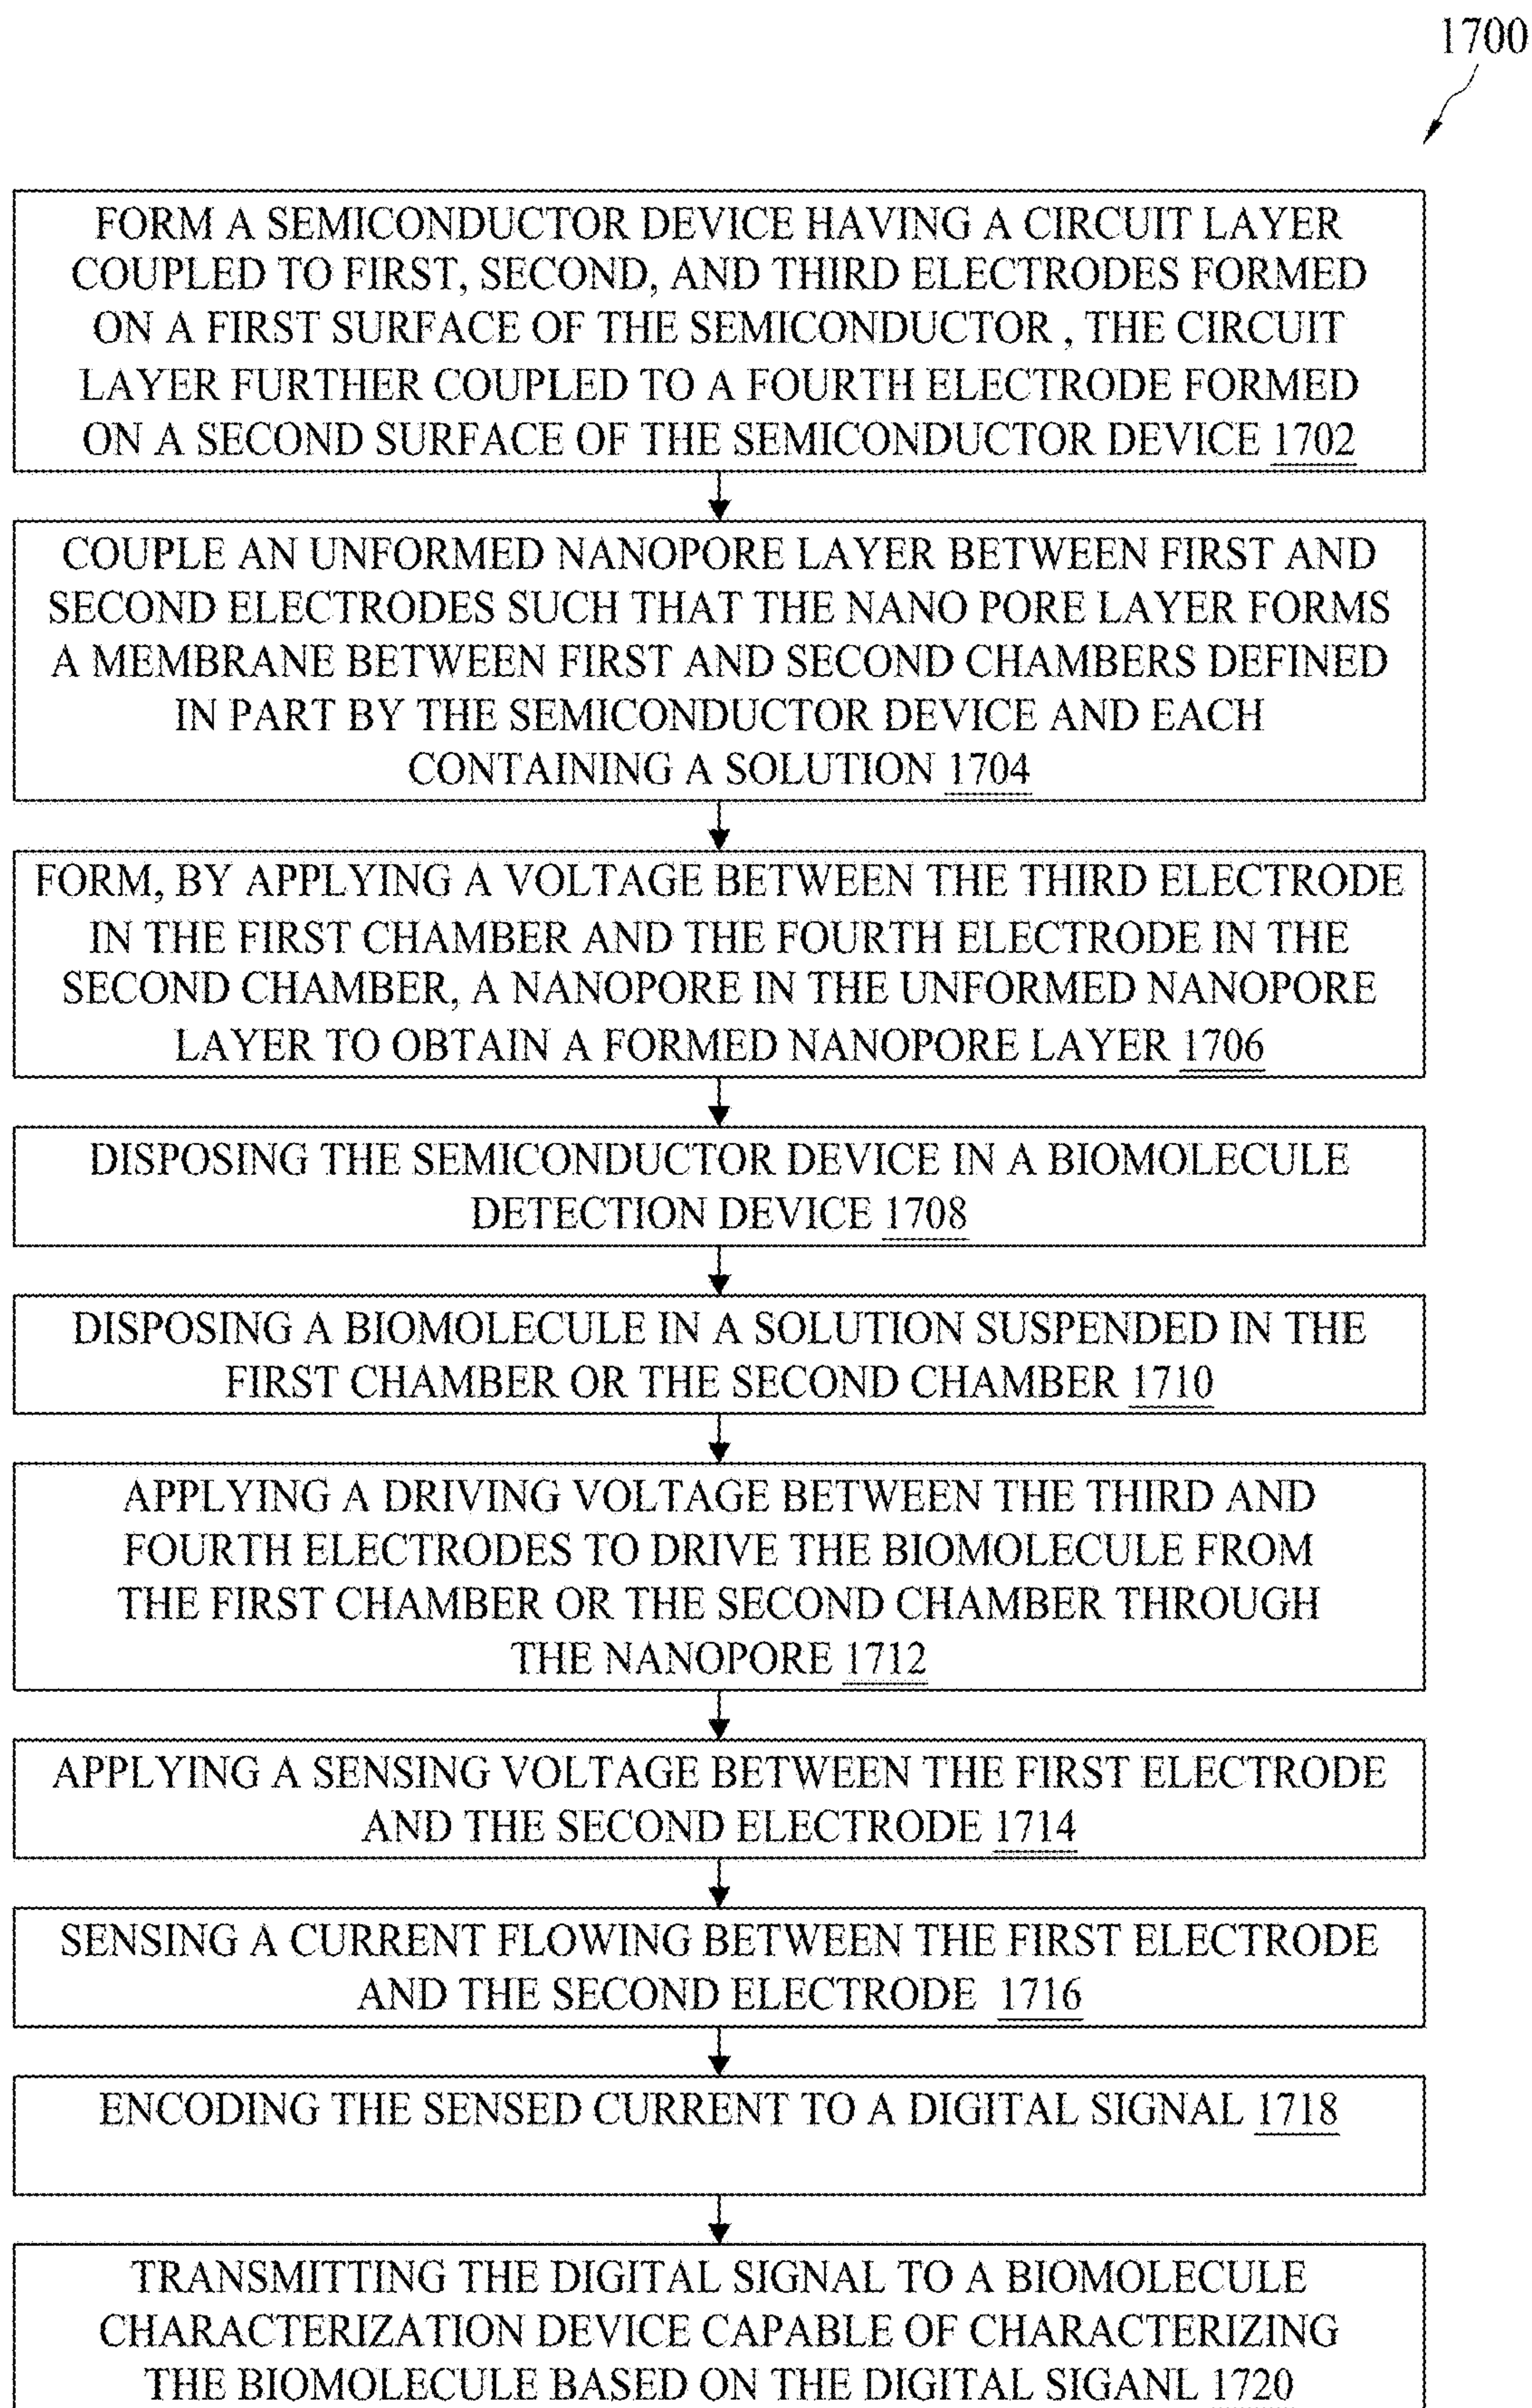 1700
FORM A SEMICONDUCTOR DEVICE HAVING A CIRCUIT LAYER
COUPLED TO FIRST, SECOND, AND THIRD ELECTRODES FORMED
ON A FIRST SURFACE OF THE SEMICONDUCTOR , THE CIRCUIT
LAYER FURTHER COUPLED TO A FOURTH ELECTRODE FORMED
ON A SECOND SURFACE OF THE SEMICONDUCTOR DEVICE 1702
COUPLE AN UNFORMED NANOPORE LAYER BETWEEN FIRST AND
SECOND ELECTRODES SUCH THAT THE NANO PORE LAYER FORMS
A MEMBRANE BETWEEN FIRST AND SECOND CHAMBERS DEFINED
IN PART BY THE SEMICONDUCTOR DEVICE AND EACH
CONTAINING A SOLUTION 1704
FORM, BY APPLYING A VOLTAGE BETWEEN THE THIRD ELECTRODE
IN THE FIRST CHAMBER AND THE FOURTH ELECTRODE IN THE
SECOND CHAMBER, A NANOPORE IN THE UNFORMED NANOPORE
LAYER TO OBTAIN A FORMED NANOPORE LAYER 1706
DISPOSING THE SEMICONDUCTOR DEVICE IN A BIOMOLECULE
DETECTION DEVICE 1708
DISPOSING A BIOMOLECULE IN A SOLUTION SUSPENDED IN THE
FIRST CHAMBER OR THE SECOND CHAMBER 1710
APPLYING A DRIVING VOLTAGE BETWEEN THE THIRD AND
FOURTH ELECTRODES TO DRIVE THE BIOMOLECULE FROM
THE FIRST CHAMBER OR THE SECOND CHAMBER THROUGH
THE NANOPORE 1712
APPLYING A SENSING VOLTAGE BETWEEN THE FIRST ELECTRODE
AND THE SECOND ELECTRODE 1714
SENSING A CURRENT FLOWING BETWEEN THE FIRST ELECTRODE
AND THE SECOND ELECTRODE 1716
ENCODING THE SENSED CURRENT TO A DIGITAL SIGNAL 1718
TRANSMITTING THE DIGITAL SIGNAL TO A BIOMOLECULE
CHARACTERIZATION DEVICE CAPABLE OF CHARACTERIZING
THE BIOMOLECULE BASED ON THE DIGITAL SIGANL 1720